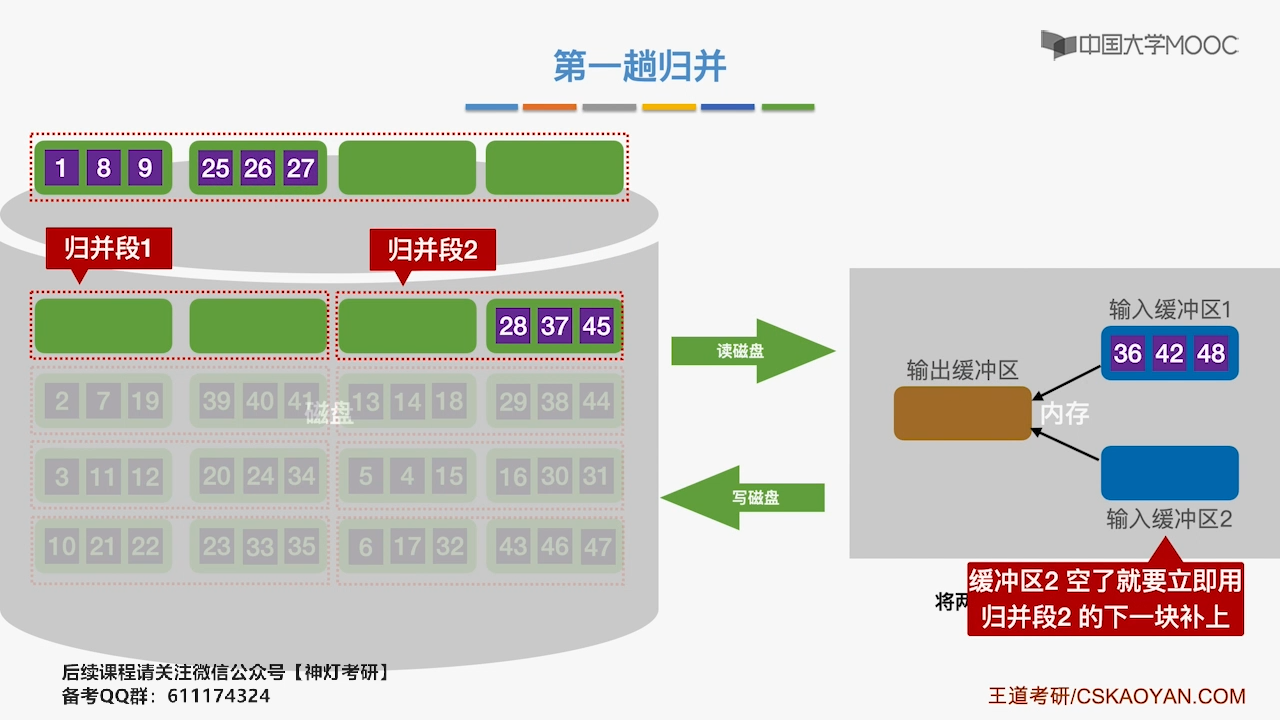 中国大学MOOC
第一趟归并
1 8 9 25 26 27
归并段1 归并段2
28 37 45
2 7 19 39 40 41 13 14 18 29 38 44
磁盘
3 11 12 20 24 34 5 4 15 16 30 31
10 21 22 23 33 35 6 17 32 43 46 47
读磁盘
写磁盘
输入缓冲区1
36 42 48
输出缓冲区
内存
输入缓冲区2
将两
缓冲区2 空了就要立即用
归并段2 的下一块补上
后续课程请关注微信公众号【神灯考研】
备考QQ群：611174324
王道考研/CSKAOYAN.COM